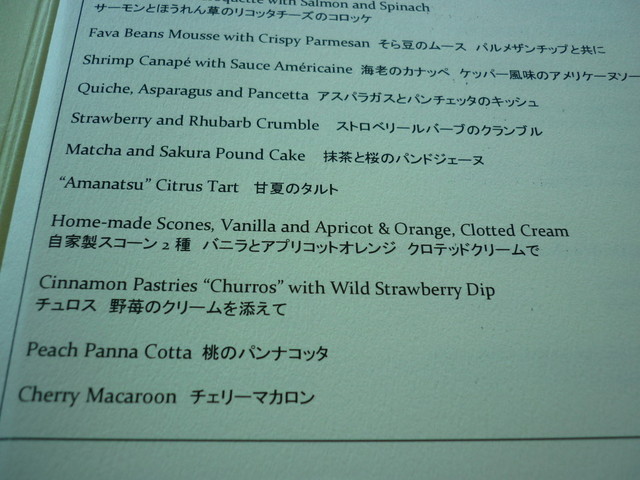 quette with Salmon and Spinach
サーモンとほうれん草のリコッタチーズのコロッケ
Fava Beans Mousse with Crispy Parmesan そら豆のムース パルメザンチップと共に
Shrimp Canapé with Sauce Américaine 海老のカナッペ ケッパー風味のアメリケーヌソー
Quiche, Asparagus and Pancetta アスパラガスとパンチェッタのキッシュ
Strawberry and Rhubarb Crumble ストロベリールバーブのクランブル
Matcha and Sakura Pound Cake 抹茶と桜のパンドジェーヌ
“Amanatsu” Citrus Tart 甘夏のタルト
Home-made Scones, Vanilla and Apricot & Orange, Clotted Cream
自家製スコーン 2 種 バニラとアプリコットオレンジ クロテッドクリームで
Cinnamon Pastries “Churros” with Wild Strawberry Dip
チュロス 野苺のクリームを添えて
Peach Panna Cotta 桃のパンナコッタ
Cherry Macaroon チェリーマカロン